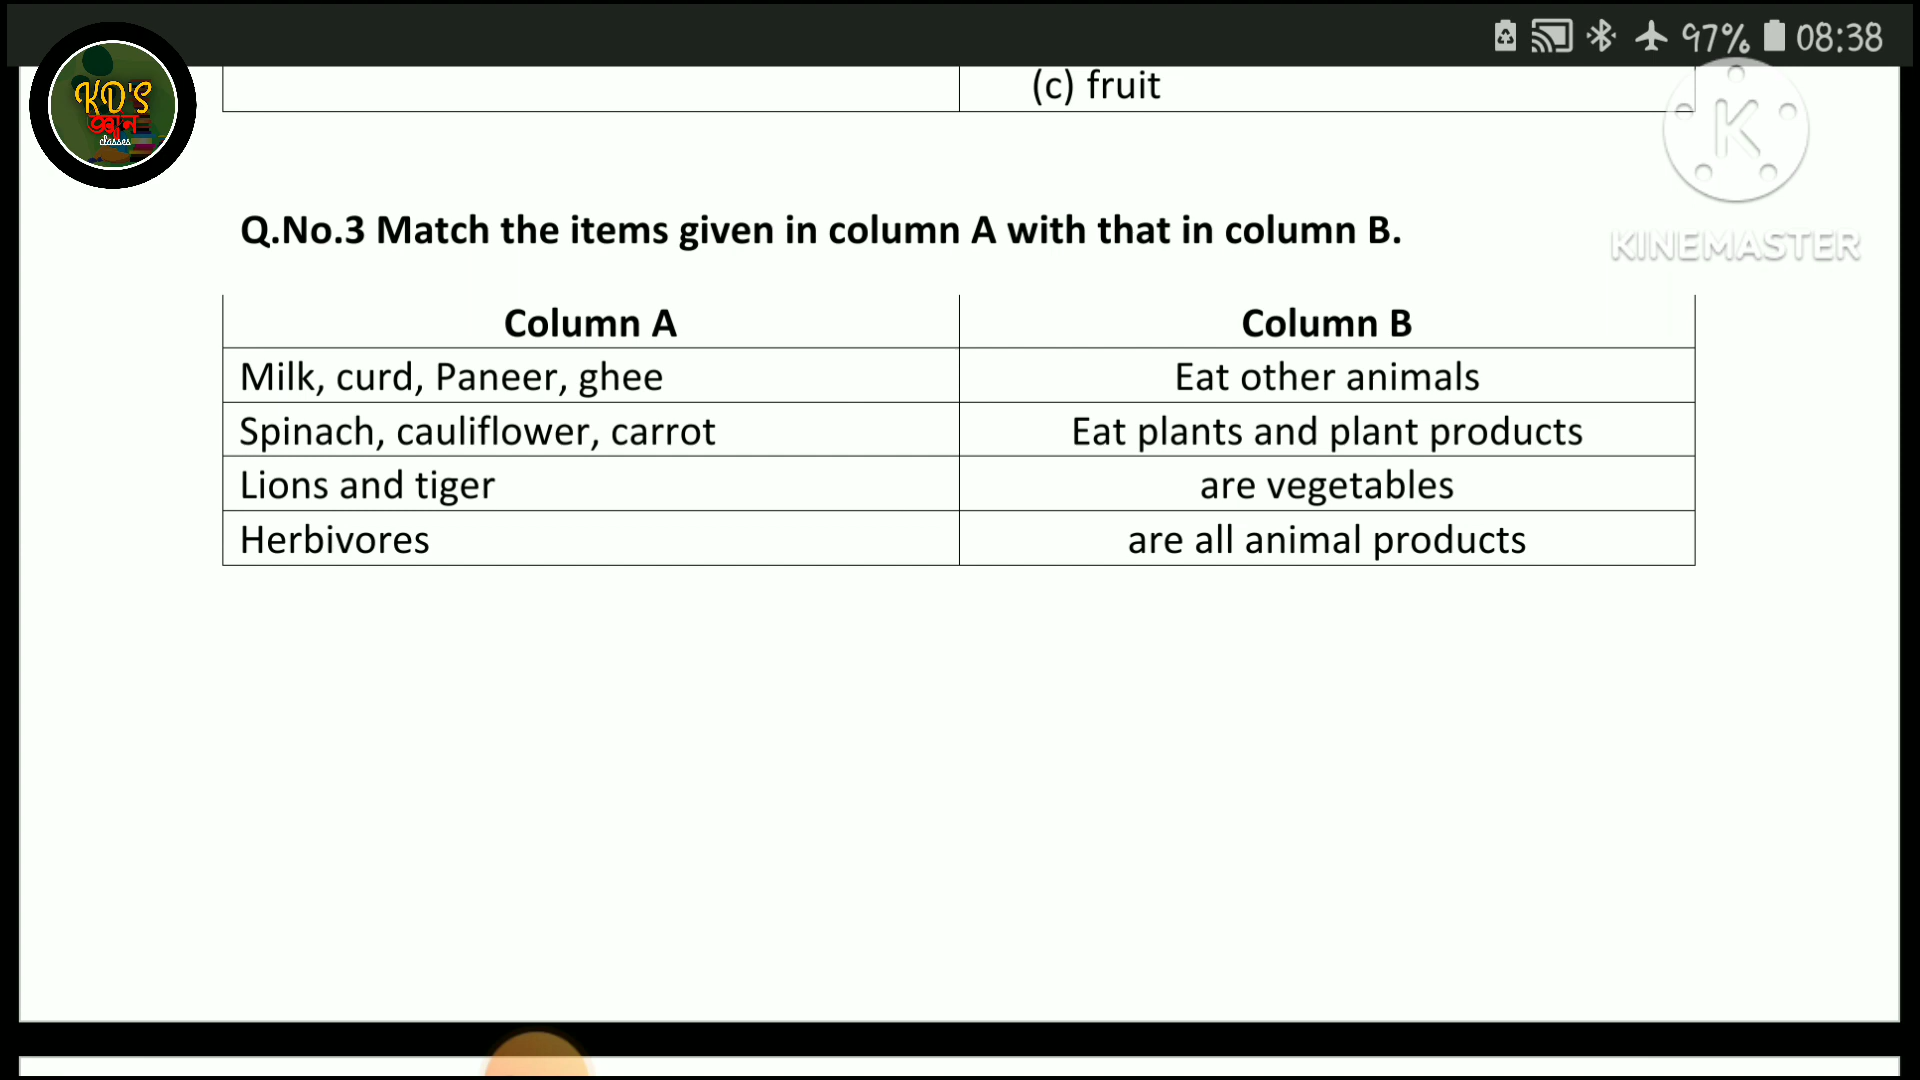 97% 08:38
KD'S
জ্ঞান
classes
(c) fruit
K
KINEMASTER
Q.No.3 Match the items given in column A with that in column B.
Column A Column B
Milk, curd, Paneer, ghee Eat other animals
Spinach, cauliflower, carrot Eat plants and plant products
Lions and tiger are vegetables
Herbivores are all animal products